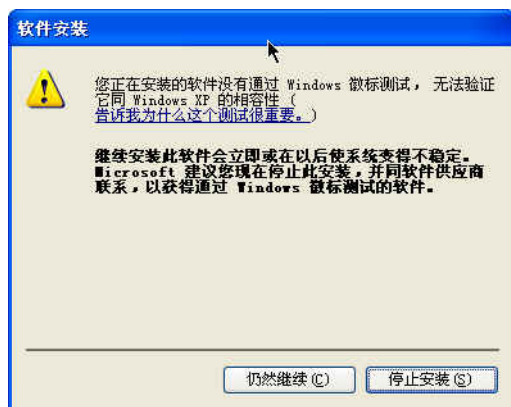 软件安装
您正在安装的软件没有通过 Windows 徽标测试, 无法验证
它同 Windows XP 的相容性 (
告诉我为什么这个测试很重要。)
继续安装此软件会立即或在以后使系统变得不稳定。
Microsoft 建议您现在停止此安装,并同软件供应商
联系,以获得通过 Windows 徽标测试的软件。
仍然继续(C)
停止安装(S)